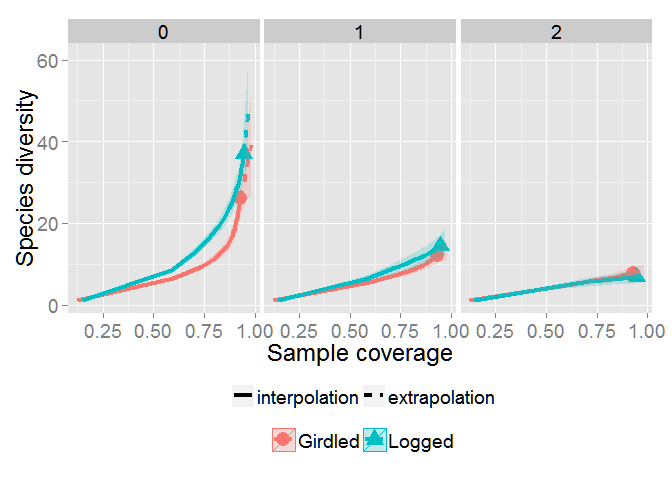 0 1 2
60
40
20
0
Species diversity
0.25 0.50 0.75 1.00 0.25 0.50 0.75 1.00 0.25 0.50 0.75 1.00
Sample coverage
interpolation extrapolation
Girdled Logged